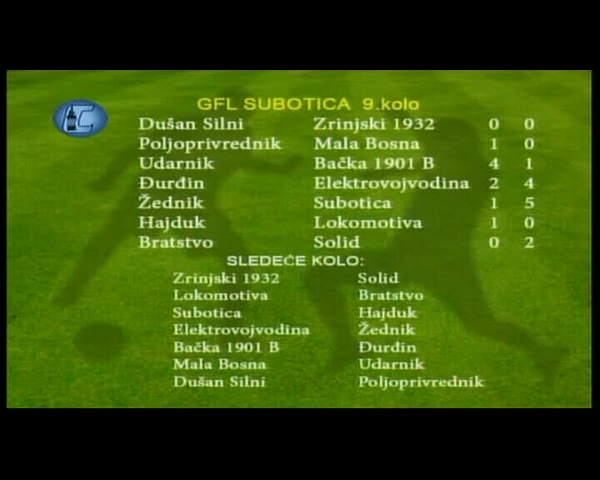 GFL SUBOTICA 9.kolo
Dušan Silni Zrinjski 1932 0 0
Poljoprivrednik Mala Bosna 1 0
Udarnik Bačka 1901 B 4 1
Đurđin Elektrovojvodina 2 4
Žednik Subotica 1 5
Hajduk Lokomotiva 1 0
Bratstvo Solid 0 2
SLEDEĆE KOLO:
Zrinjski 1932 Solid
Lokomotiva Bratstvo
Subotica Hajduk
Elektrovojvodina Žednik
Bačka 1901 B Đurđin
Mala Bosna Udarnik
Dušan Silni Poljoprivrednik